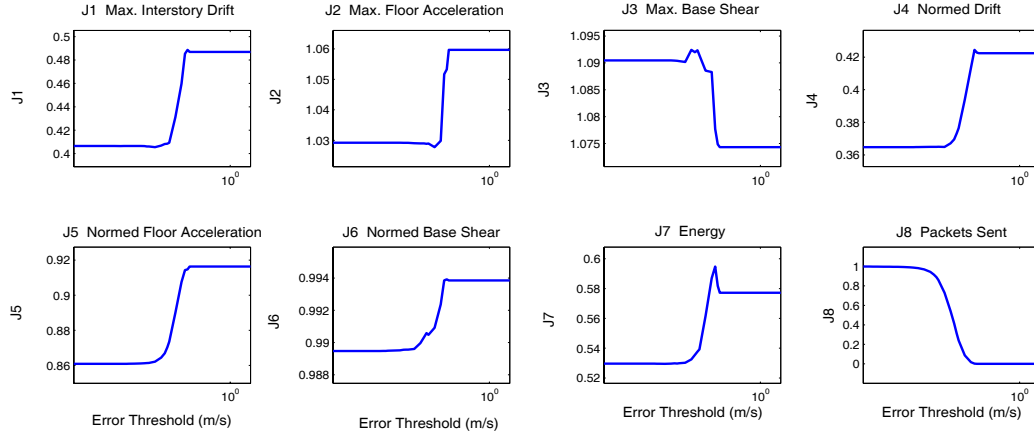 J1 Max. Interstory Drift
0.5
0.48
0.46
0.44
0.42
0.4
J1
10^0
J2 Max. Floor Acceleration
1.06
1.05
1.04
1.03
J2
10^0
J3 Max. Base Shear
1.095
1.09
1.085
1.08
1.075
J3
10^0
J4 Normed Drift
0.42
0.4
0.38
0.36
J4
10^0
J5 Normed Floor Acceleration
0.92
0.9
0.88
0.86
J5
10^0
Error Threshold (m/s)
J6 Normed Base Shear
0.994
0.992
0.99
0.988
J6
10^0
Error Threshold (m/s)
J7 Energy
0.6
0.58
0.56
0.54
0.52
J7
10^0
Error Threshold (m/s)
J8 Packets Sent
1
0.8
0.6
0.4
0.2
0
J8
10^0
Error Threshold (m/s)